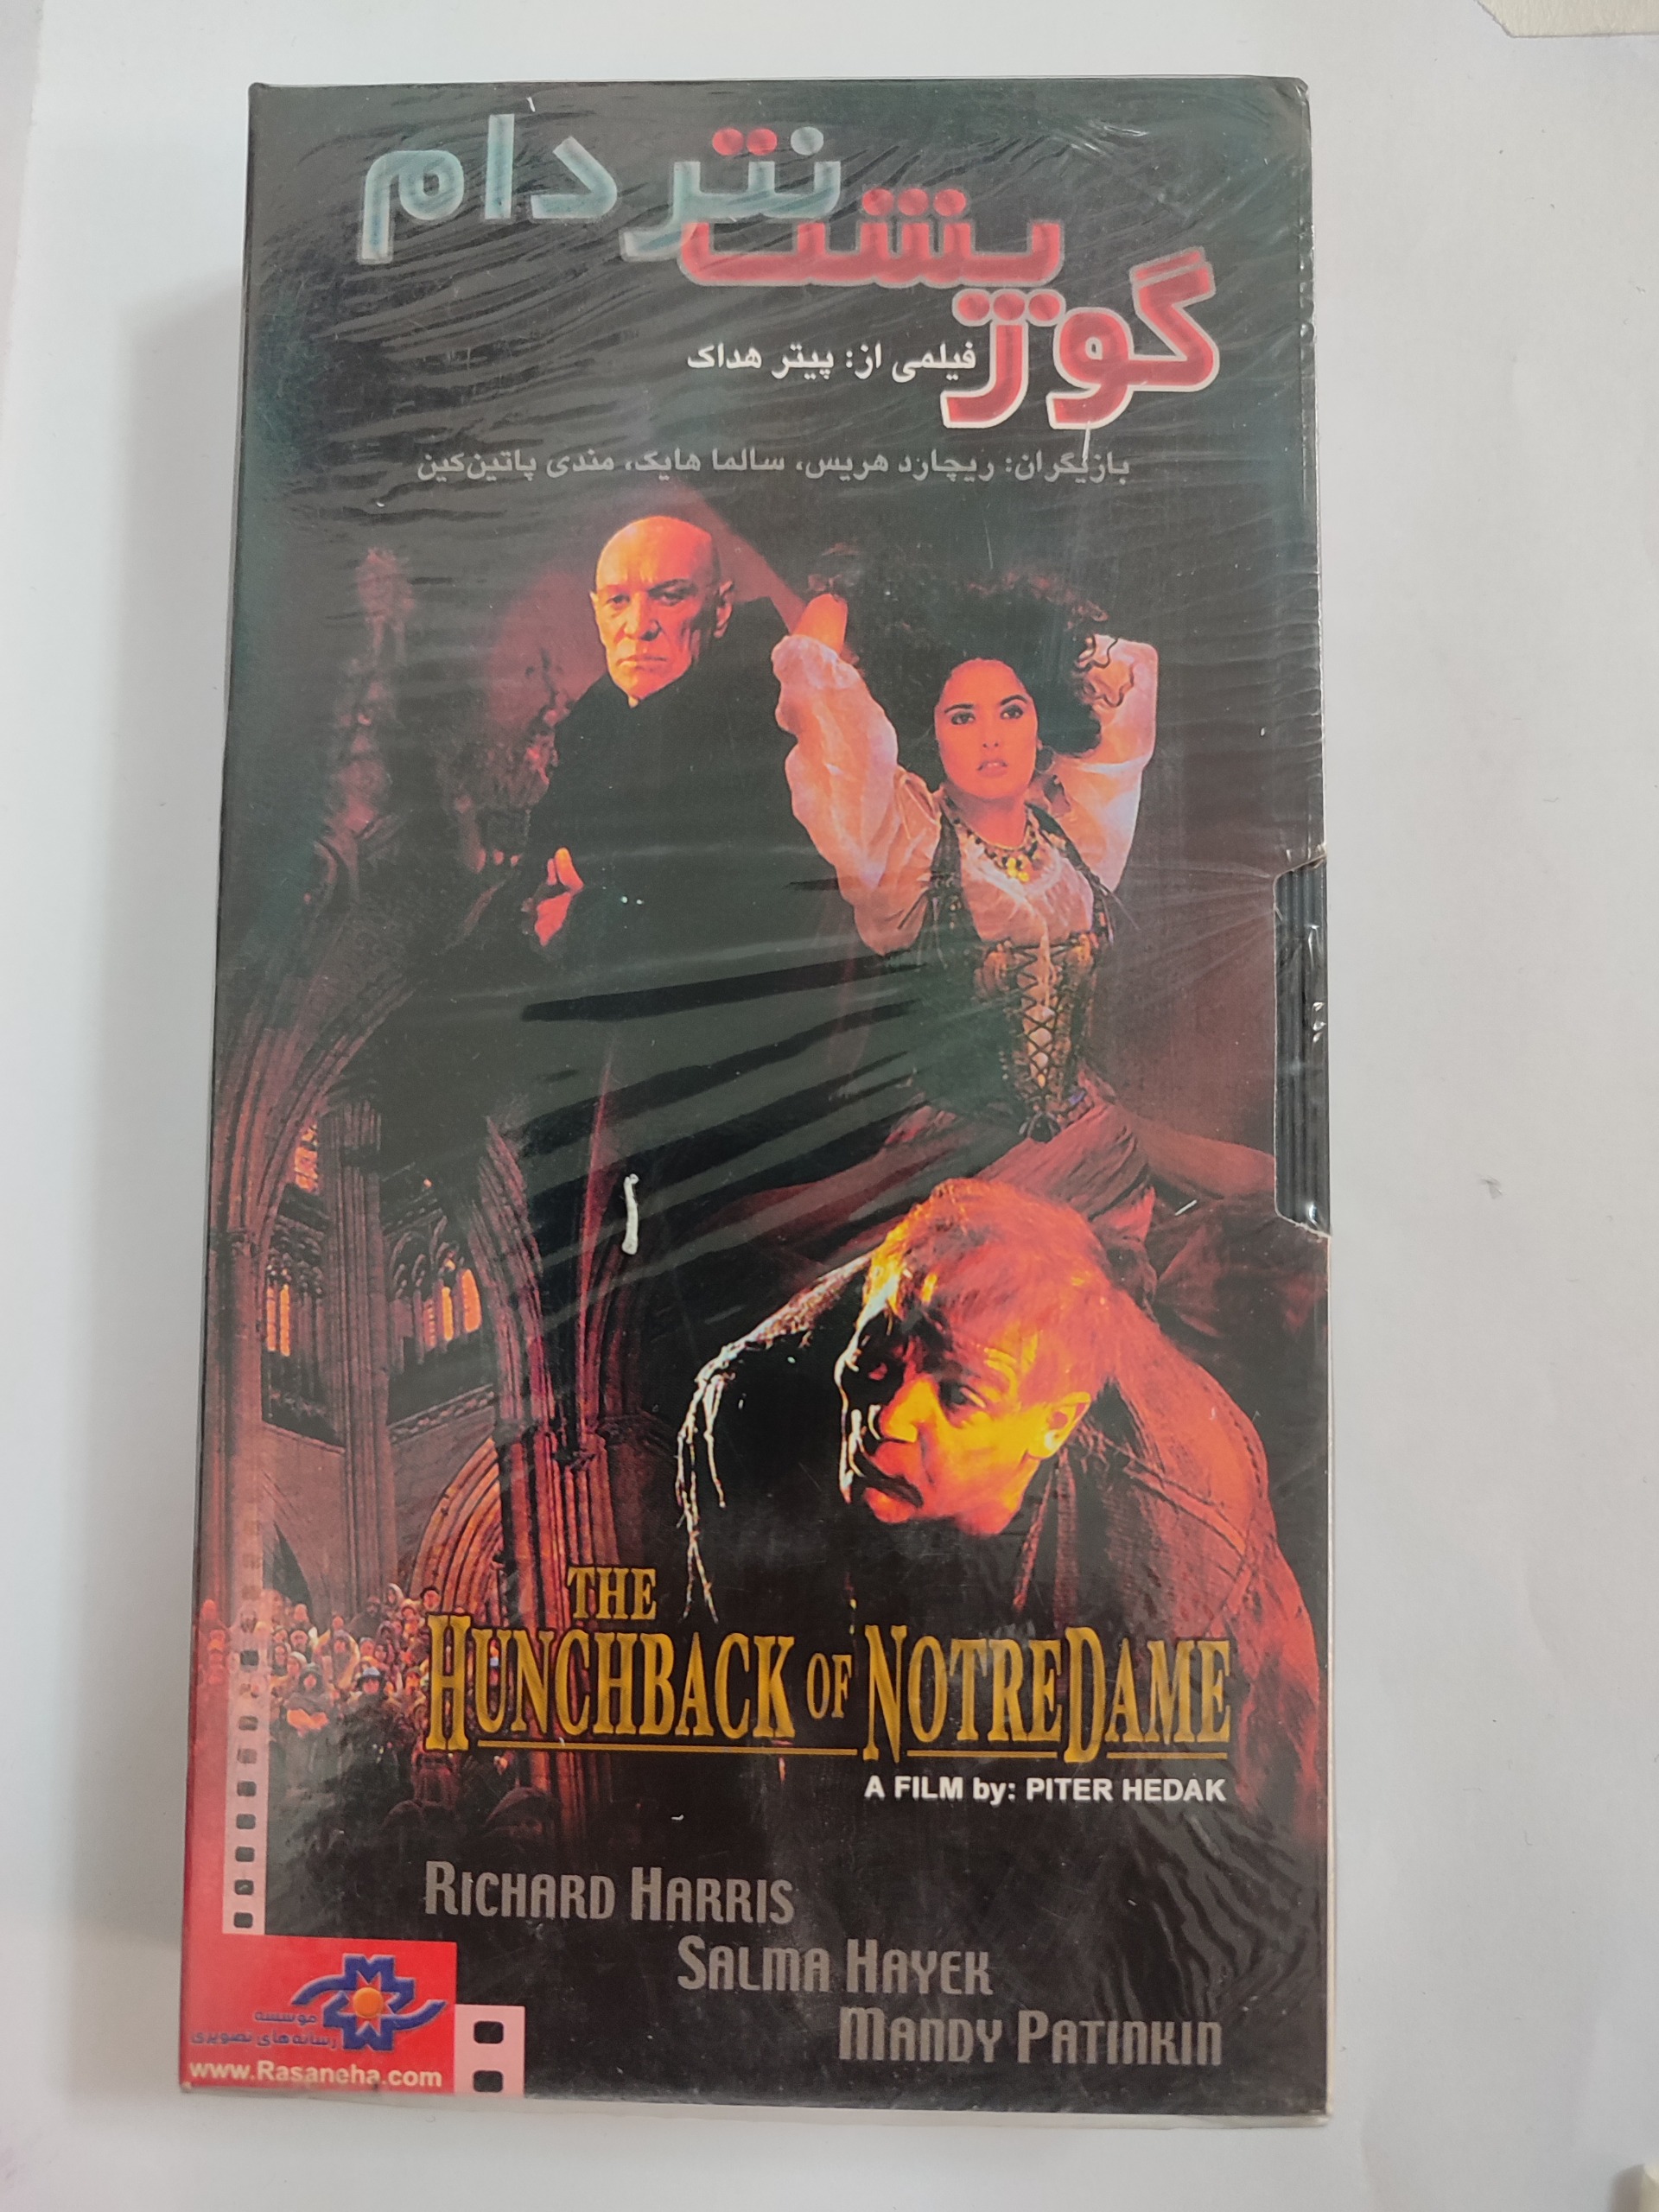 گوژپشت نتردام
فیلمی از: پیتر هداک
بازیگران: ریچارد هریس، سالما هایک، مندی پاتین‌کین
THE
HUNCHBACK OF NOTREDAME
A FILM by: PITER HEDAK
RICHARD HARRIS
SALMA HAYEK
MANDY PATINKIN
موسسه
رسانه‌های تصویری
www.Rasaneha.com